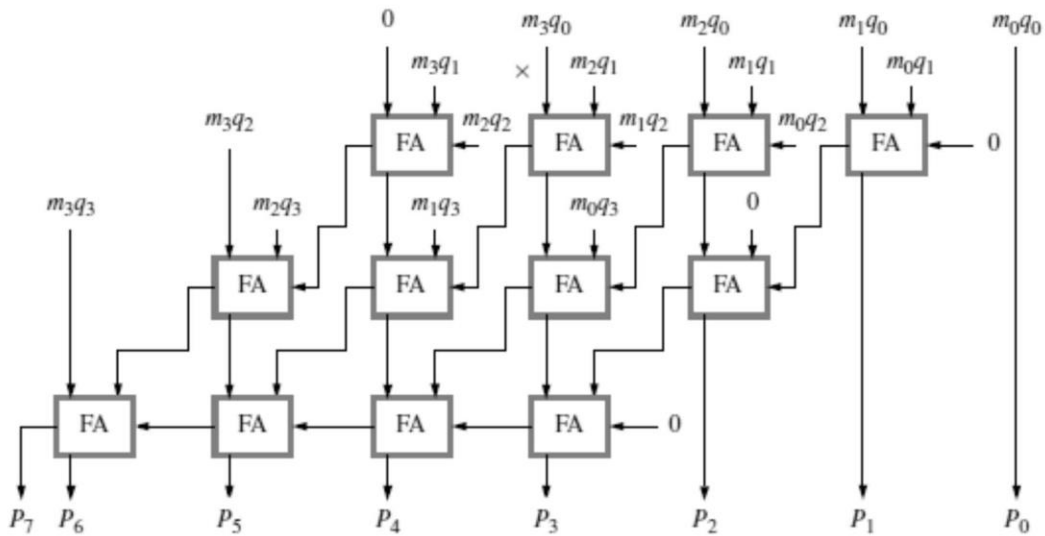 0 m₃q₀ m₂q₀ m₁q₀ m₀q₀
m₃q₁ × m₂q₁ m₁q₁ m₀q₁
m₃q₂ FA m₂q₂ FA m₁q₂ FA m₀q₂ FA 0
m₃q₃ m₂q₃ m₁q₃ m₀q₃ 0
FA FA FA FA
FA FA FA FA 0
P₇ P₆ P₅ P₄ P₃ P₂ P₁ P₀